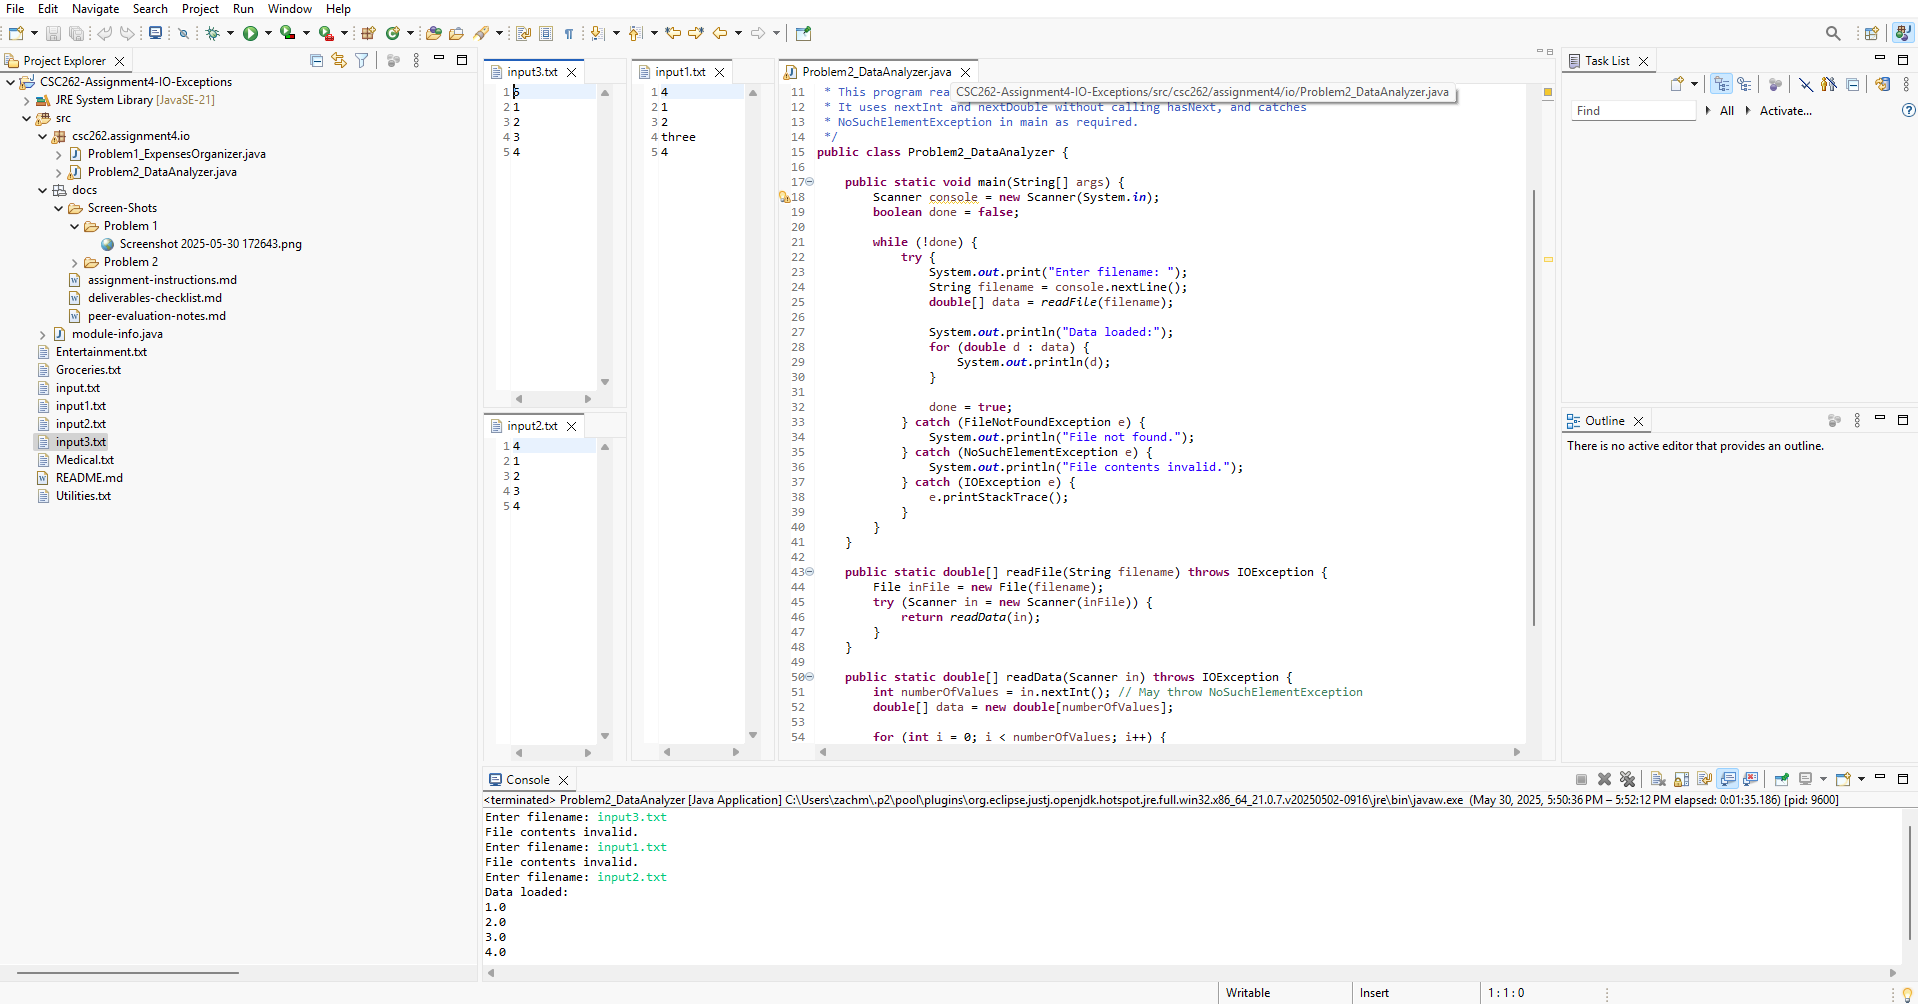 File Edit Navigate Search Project Run Window Help
Project Explorer
CSC262-Assignment4-IO-Exceptions
JRE System Library [JavaSE-21]
src
csc262.assignment4.io
Problem1_ExpensesOrganizer.java
Problem2_DataAnalyzer.java
docs
Screen-Shots
Problem 1
Screenshot 2025-05-30 172643.png
Problem 2
assignment-instructions.md
deliverables-checklist.md
peer-evaluation-notes.md
module-info.java
Entertainment.txt
Groceries.txt
input.txt
input1.txt
input2.txt
input3.txt
Medical.txt
README.md
Utilities.txt
input3.txt
1 5
2 1
3 2
4 3
5 4
input2.txt
1 4
2 1
3 2
4 3
5 4
input1.txt
1 4
2 1
3 2
4 three
5 4
Problem2_DataAnalyzer.java
CSC262-Assignment4-IO-Exceptions/src/csc262/assignment4/io/Problem2_DataAnalyzer.java
11 * This program rea
12 * It uses nextInt and nextDouble without calling hasNext, and catches
13 * NoSuchElementException in main as required.
14 */
15 public class Problem2_DataAnalyzer {
16
17 public static void main(String[] args) {
18 Scanner console = new Scanner(System.in);
19 boolean done = false;
20
21 while (!done) {
22 try {
23 System.out.print("Enter filename: ");
24 String filename = console.nextLine();
25 double[] data = readFile(filename);
26
27 System.out.println("Data loaded:");
28 for (double d : data) {
29 System.out.println(d);
30 }
31
32 done = true;
33 } catch (FileNotFoundException e) {
34 System.out.println("File not found.");
35 } catch (NoSuchElementException e) {
36 System.out.println("File contents invalid.");
37 } catch (IOException e) {
38 e.printStackTrace();
39 }
40 }
41 }
42
43 public static double[] readFile(String filename) throws IOException {
44 File inFile = new File(filename);
45 try (Scanner in = new Scanner(inFile)) {
46 return readData(in);
47 }
48 }
49
50 public static double[] readData(Scanner in) throws IOException {
51 int numberOfValues = in.nextInt(); // May throw NoSuchElementException
52 double[] data = new double[numberOfValues];
53
54 for (int i = 0; i < numberOfValues; i++) {
Task List
Find All Activate...
Outline
There is no active editor that provides an outline.
Console
<terminated> Problem2_DataAnalyzer [Java Application] C:\Users\zachm\.p2\pool\plugins\org.eclipse.justj.openjdk.hotspot.jre.full.win32.x86_64_21.0.7.v20250502-0916\jre\bin\javaw.exe (May 30, 2025, 5:50:36 PM – 5:52:12 PM elapsed: 0:01:35.186) [pid: 9600]
Enter filename: input3.txt
File contents invalid.
Enter filename: input1.txt
File contents invalid.
Enter filename: input2.txt
Data loaded:
1.0
2.0
3.0
4.0
Writable Insert 1 : 1 : 0